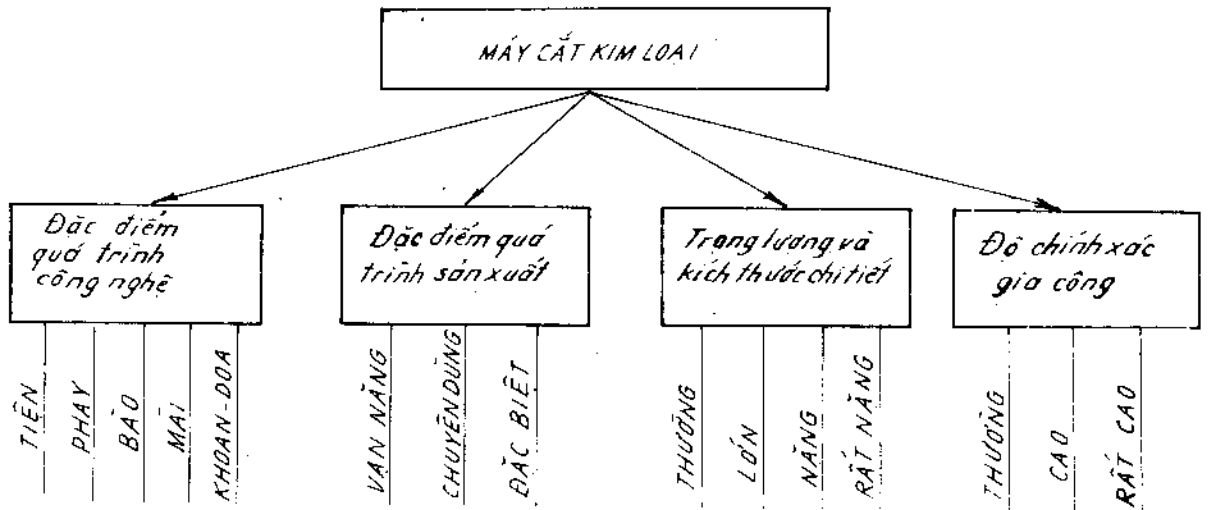 MÁY CẮT KIM LOẠI
Đặc điểm
quá trình
công nghệ
Đặc điểm quá
trình sản xuất
Trọng lượng và
kích thước chi tiết
Độ chính xác
gia công
TIỆN
PHAY
BÀO
MÀI
KHOAN-DOA
VẠN NĂNG
CHUYÊN DÙNG
ĐẶC BIỆT
THƯỜNG
LỚN
NẶNG
RẤT NẶNG
THƯỜNG
CAO
RẤT CAO